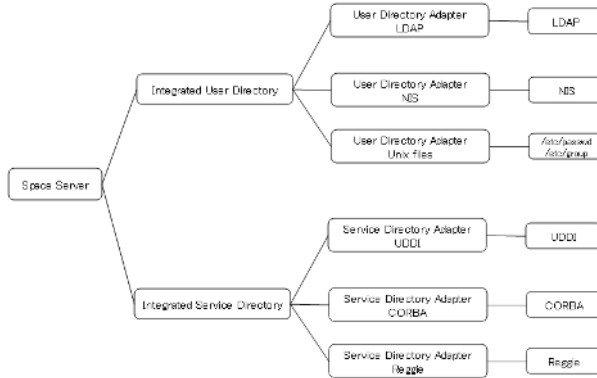 User Directory Adapter
LDAP
LDAP
Integrated User Directory
User Directory Adapter
NIS
NIS
User Directory Adapter
Unix files
/etc/passwd
/etc/group
Space Server
Service Directory Adapter
UDDI
UDDI
Integrated Service Directory
Service Directory Adapter
CORBA
CORBA
Service Directory Adapter
Reggie
Reggie